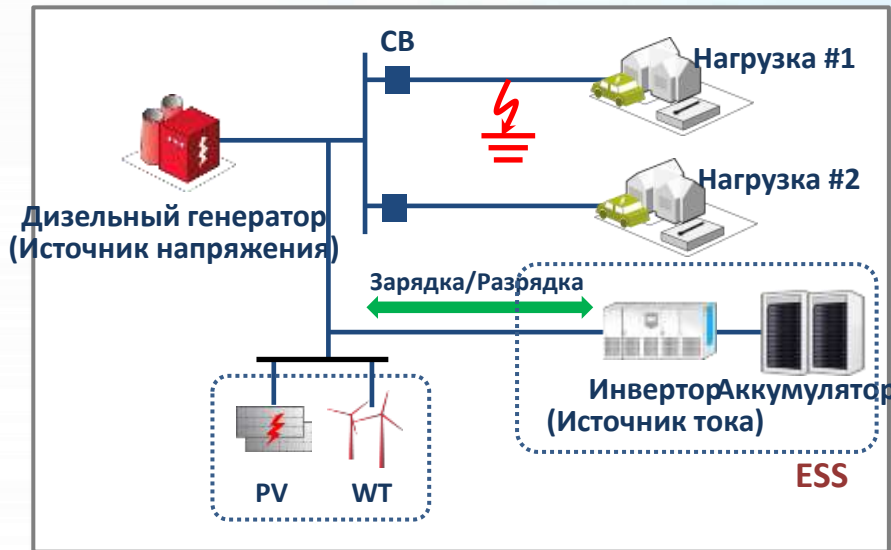 CB
Нагрузка #1
Нагрузка #2
Дизельный генератор
(Источник напряжения)
Зарядка/Разрядка
Инвертор
Аккумулятор
(Источник тока)
PV
WT
ESS